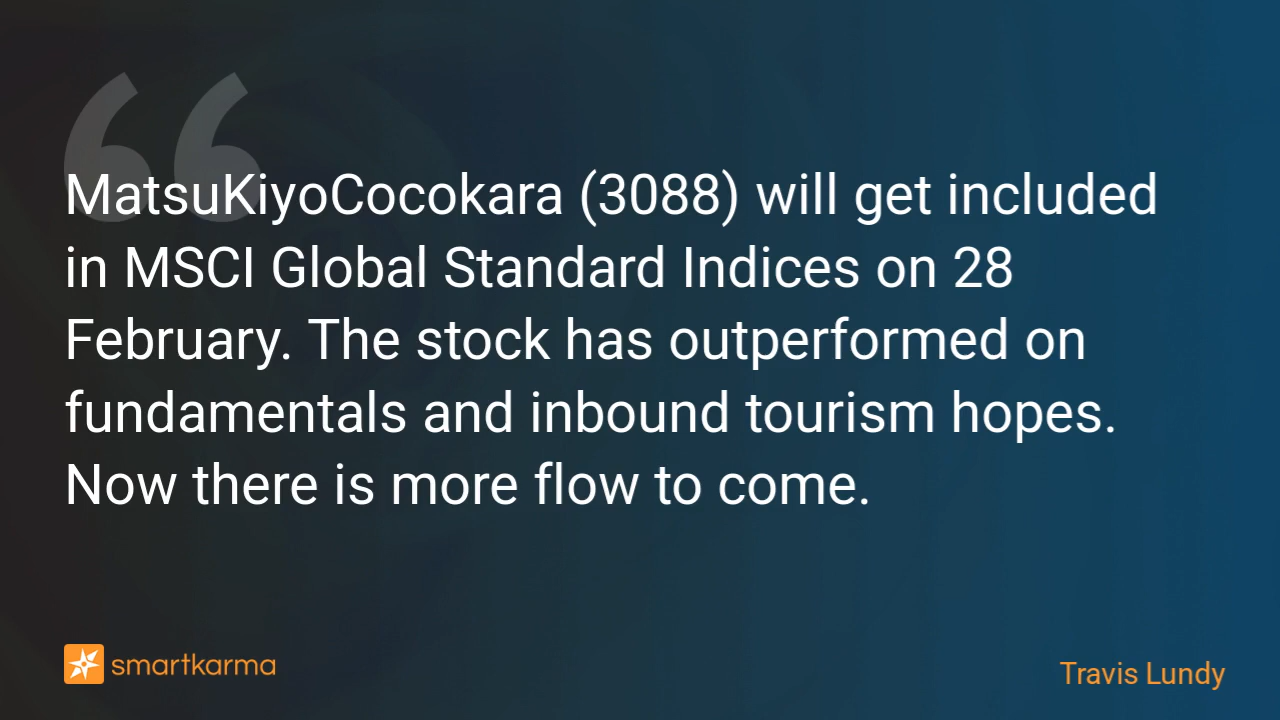 MatsuKiyoCocokara (3088) will get included
in MSCI Global Standard Indices on 28
February. The stock has outperformed on
fundamentals and inbound tourism hopes.
Now there is more flow to come.
smartkarma
Travis Lundy